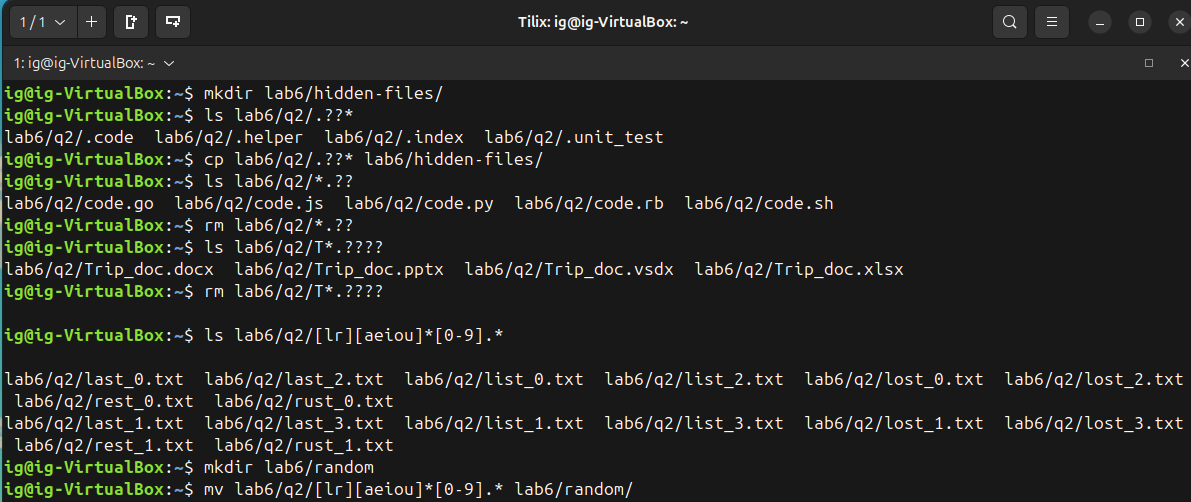 1 / 1
Tilix: ig@ig-VirtualBox: ~
1: ig@ig-VirtualBox: ~
ig@ig-VirtualBox:~$ mkdir lab6/hidden-files/
ig@ig-VirtualBox:~$ ls lab6/q2/.??*
lab6/q2/.code  lab6/q2/.helper  lab6/q2/.index  lab6/q2/.unit_test
ig@ig-VirtualBox:~$ cp lab6/q2/.??* lab6/hidden-files/
ig@ig-VirtualBox:~$ ls lab6/q2/*.??
lab6/q2/code.go  lab6/q2/code.js  lab6/q2/code.py  lab6/q2/code.rb  lab6/q2/code.sh
ig@ig-VirtualBox:~$ rm lab6/q2/*.??
ig@ig-VirtualBox:~$ ls lab6/q2/T*.????
lab6/q2/Trip_doc.docx  lab6/q2/Trip_doc.pptx  lab6/q2/Trip_doc.vsdx  lab6/q2/Trip_doc.xlsx
ig@ig-VirtualBox:~$ rm lab6/q2/T*.????
ig@ig-VirtualBox:~$ ls lab6/q2/[lr][aeiou]*[0-9].*
lab6/q2/last_0.txt  lab6/q2/last_2.txt  lab6/q2/list_0.txt  lab6/q2/list_2.txt  lab6/q2/lost_0.txt  lab6/q2/lost_2.txt
lab6/q2/rest_0.txt  lab6/q2/rust_0.txt
lab6/q2/last_1.txt  lab6/q2/last_3.txt  lab6/q2/list_1.txt  lab6/q2/list_3.txt  lab6/q2/lost_1.txt  lab6/q2/lost_3.txt
lab6/q2/rest_1.txt  lab6/q2/rust_1.txt
ig@ig-VirtualBox:~$ mkdir lab6/random
ig@ig-VirtualBox:~$ mv lab6/q2/[lr][aeiou]*[0-9].* lab6/random/